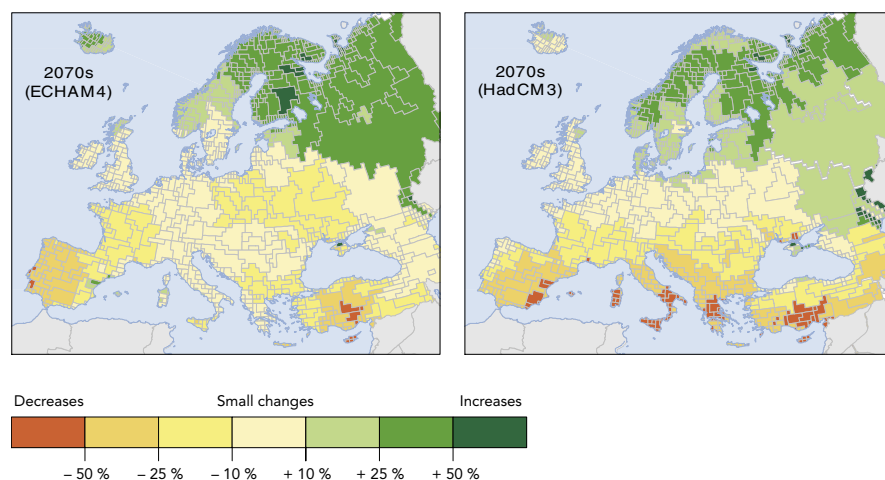 2070s
(ECHAM4)
2070s
(HadCM3)
Decreases Small changes Increases
– 50 % – 25 % – 10 % + 10 % + 25 % + 50 %